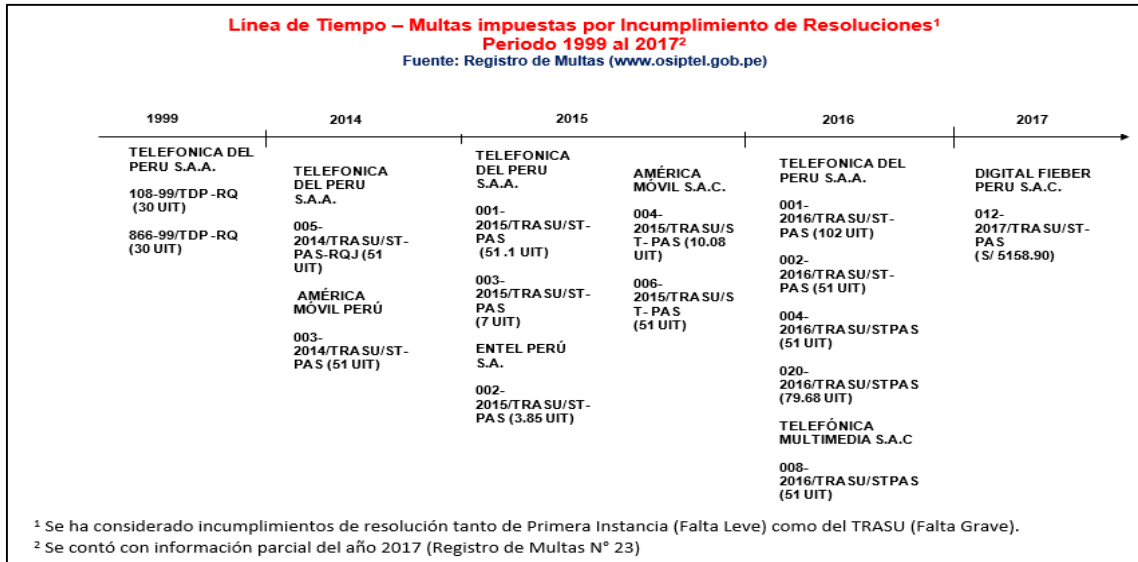 Línea de Tiempo – Multas impuestas por Incumplimiento de Resoluciones¹
Periodo 1999 al 2017²
Fuente: Registro de Multas (www.osiptel.gob.pe)
1999
TELEFONICA DEL
PERU S.A.A.
108-99/TDP-RQ
(30 UIT)
866-99/TDP-RQ
(30 UIT)
2014
TELEFONICA
DEL PERU
S.A.A.
005-
2014/TRASU/ST-
PAS-RQJ (51
UIT)
AMÉRICA
MÓVIL PERÚ
003-
2014/TRASU/ST-
PAS (51 UIT)
2015
TELEFONICA
DEL PERU
S.A.A.
001-
2015/TRASU/ST-
PAS
(51.1 UIT)
003-
2015/TRASU/ST-
PAS
(7 UIT)
ENTEL PERÚ
S.A.
002-
2015/TRASU/ST-
PAS (3.85 UIT)
AMÉRICA
MÓVIL S.A.C.
004-
2015/TRASU/S
T- PAS (10.08
UIT)
006-
2015/TRASU/S
T- PAS
(51 UIT)
2016
TELEFONICA DEL
PERU S.A.A.
001-
2016/TRASU/ST-
PAS (102 UIT)
002-
2016/TRASU/ST-
PAS (51 UIT)
004-
2016/TRASU/STPAS
(51 UIT)
020-
2016/TRASU/STPAS
(79.68 UIT)
TELEFÓNICA
MULTIMEDIA S.A.C
008-
2016/TRASU/STPAS
(51 UIT)
2017
DIGITAL FIEBER
PERU S.A.C.
012-
2017/TRASU/ST-
PAS
(S/ 5158.90)
¹ Se ha considerado incumplimientos de resolución tanto de Primera Instancia (Falta Leve) como del TRASU (Falta Grave).
² Se contó con información parcial del año 2017 (Registro de Multas N° 23)